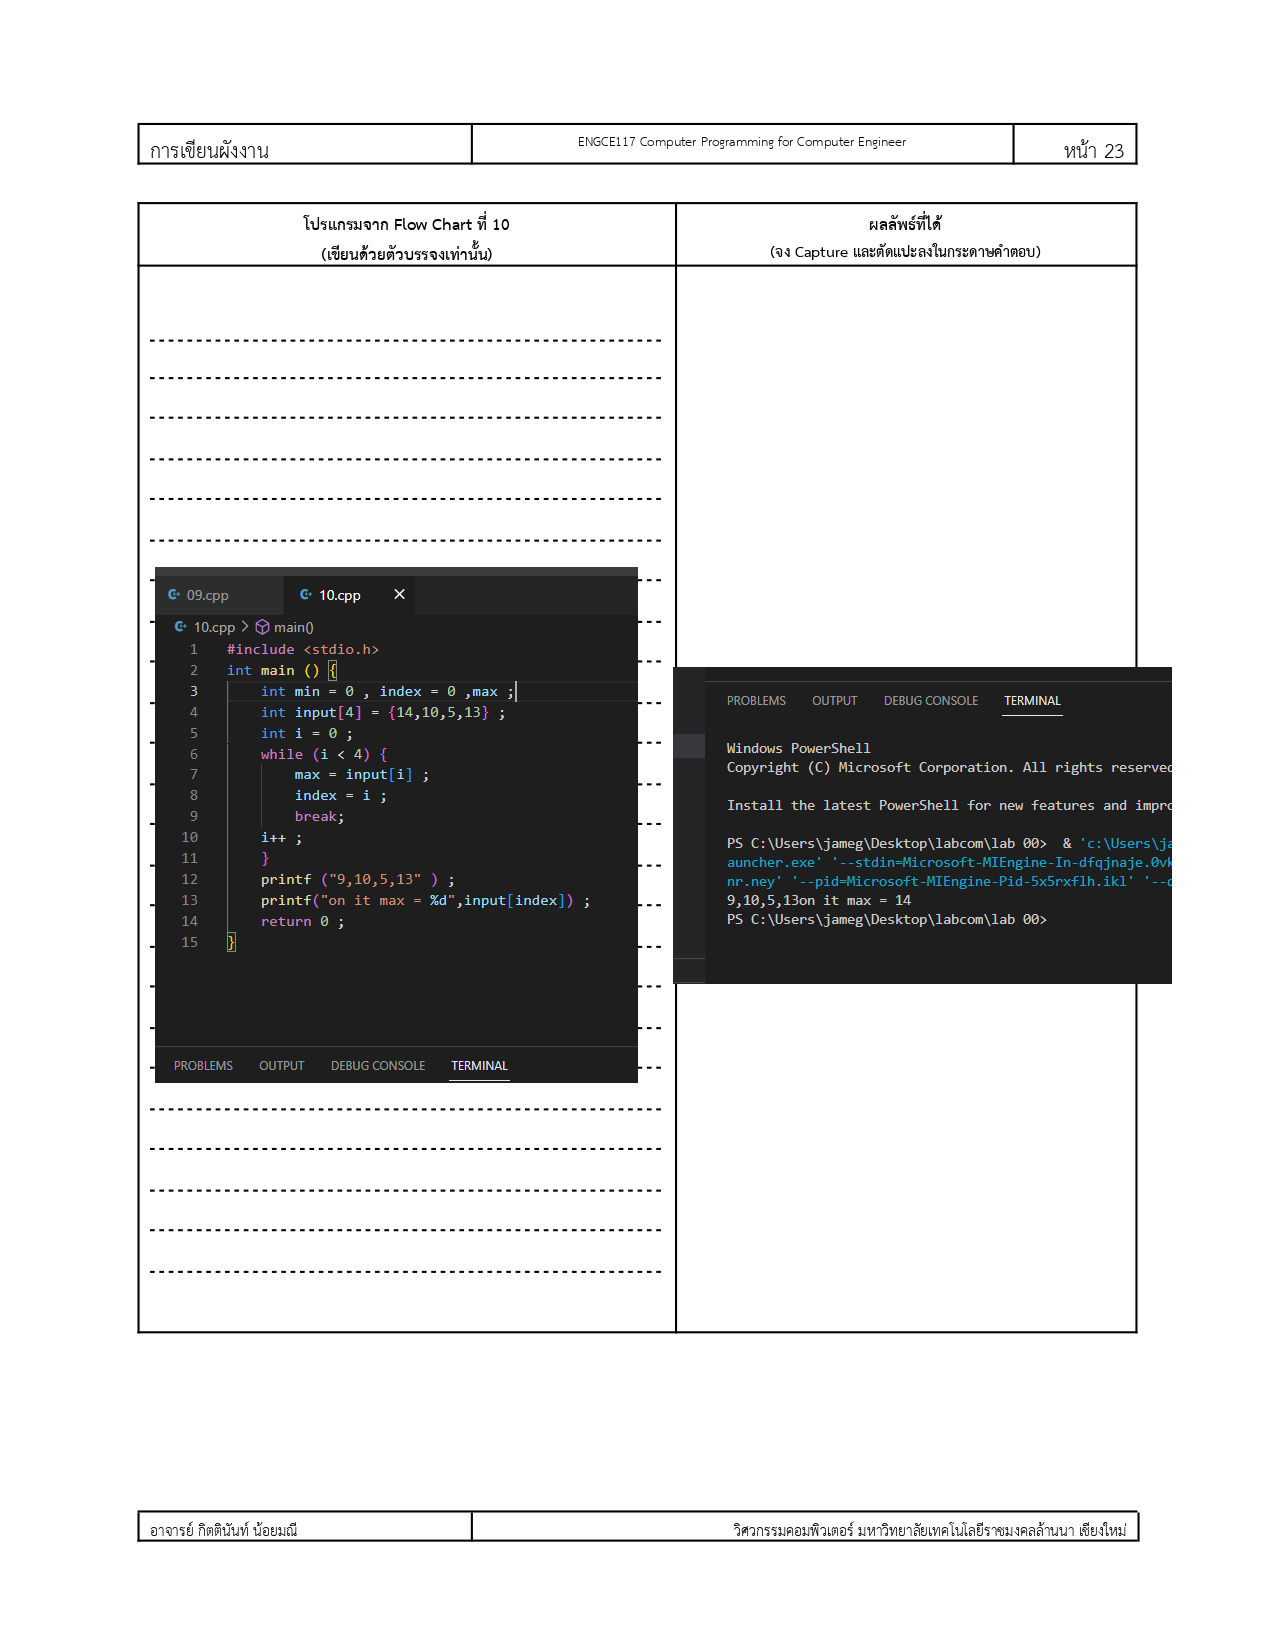 การเขียนผังงาน
ENGCE117 Computer Programming for Computer Engineer
หน้า 23
โปรแกรมจาก Flow Chart ที่ 10
(เขียนด้วยตัวบรรจงเท่านั้น)
ผลลัพธ์ที่ได้
(จง Capture และตัดแปะลงในกระดาษคำตอบ)
09.cpp 10.cpp
10.cpp > main()
1 #include <stdio.h>
2 int main () {
3 int min = 0 , index = 0 ,max ;
4 int input[4] = {14,10,5,13} ;
5 int i = 0 ;
6 while (i < 4) {
7 max = input[i] ;
8 index = i ;
9 break;
10 i++ ;
11 }
12 printf ("9,10,5,13" ) ;
13 printf("on it max = %d",input[index]) ;
14 return 0 ;
15 }
PROBLEMS OUTPUT DEBUG CONSOLE TERMINAL
PROBLEMS OUTPUT DEBUG CONSOLE TERMINAL
Windows PowerShell
Copyright (C) Microsoft Corporation. All rights reserved
Install the latest PowerShell for new features and impro
PS C:\Users\jameg\Desktop\labcom\lab 00> & 'c:\Users\ja
auncher.exe' '--stdin=Microsoft-MIEngine-In-dfqjnaje.0vk
nr.ney' '--pid=Microsoft-MIEngine-Pid-5x5rxflh.ikl' '--d
9,10,5,13on it max = 14
PS C:\Users\jameg\Desktop\labcom\lab 00>
อาจารย์ กิตตินันท์ น้อยมณี
วิศวกรรมคอมพิวเตอร์ มหาวิทยาลัยเทคโนโลยีราชมงคลล้านนา เชียงใหม่